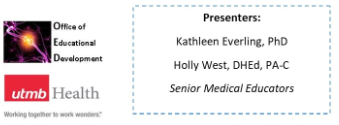 Office of
Educational
Development
utmb Health
Working together to work wonders.
Presenters:
Kathleen Everling, PhD
Holly West, DHEd, PA-C
Senior Medical Educators